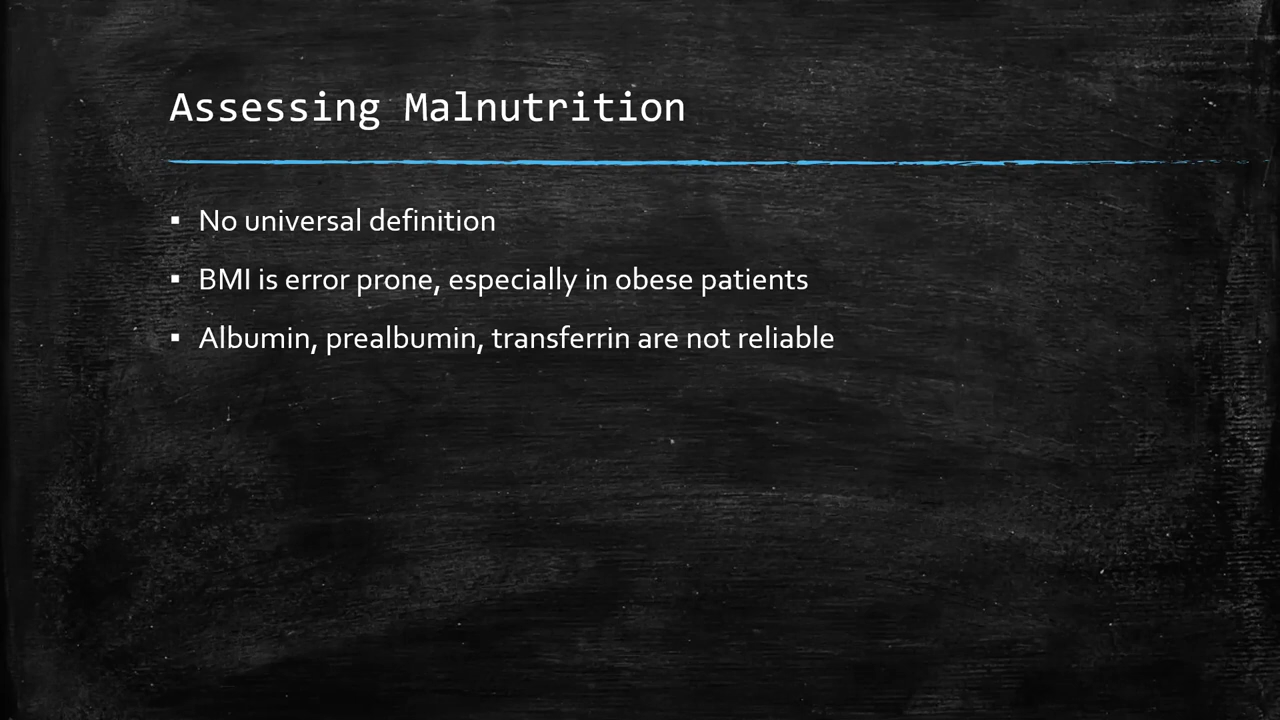 Assessing Malnutrition
▪ No universal definition
▪ BMI is error prone, especially in obese patients
▪ Albumin, prealbumin, transferrin are not reliable